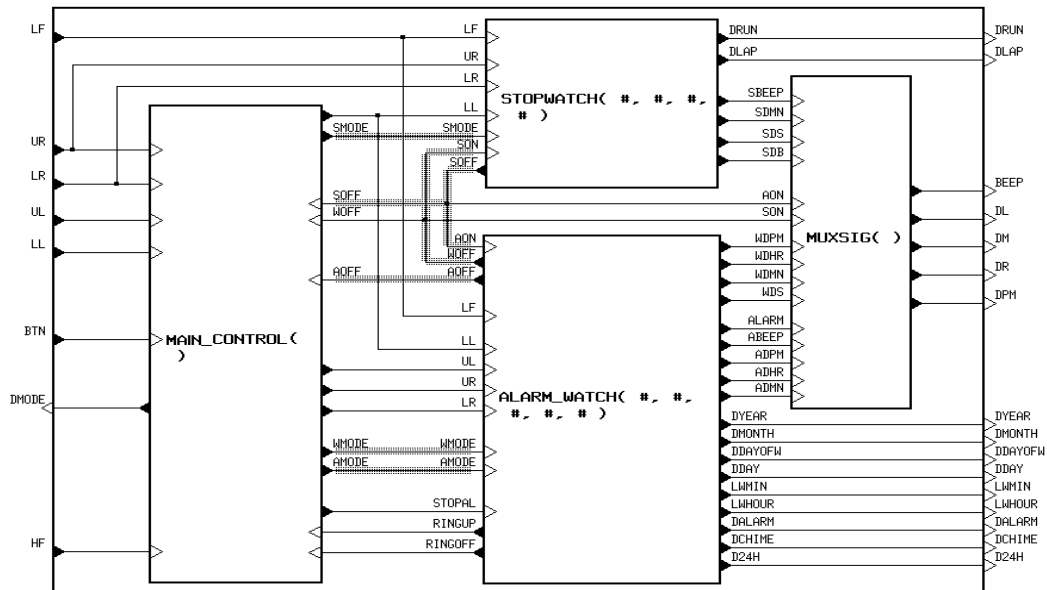 LF
UR
LR
UL
LL
BTN
DMODE
HF
MAIN_CONTROL(
)
SMODE
SOFF
WOFF
AOFF
WMODE
AMODE
LF
UR
LR
LL
SMODE
SON
SOFF
STOPWATCH( #, #, #,
# )
AON
WOFF
AOFF
LF
LL
UL
UR
LR
WMODE
AMODE
STOPAL
RINGUP
RINGOFF
ALARM_WATCH( #, #,
#, #, # )
DRUN
DLAP
SBEEP
SDMN
SDS
SDB
AON
SON
WDPM
WDHR
WDMN
WDS
ALARM
ABEEP
ADPM
ADHR
ADMN
MUXSIG( )
DYEAR
DMONTH
DDAYOFW
DDAY
LWMIN
LWHOUR
DALARM
DCHIME
D24H
DRUN
DLAP
BEEP
DL
DM
DR
DPM
DYEAR
DMONTH
DDAYOFW
DDAY
LWMIN
LWHOUR
DALARM
DCHIME
D24H